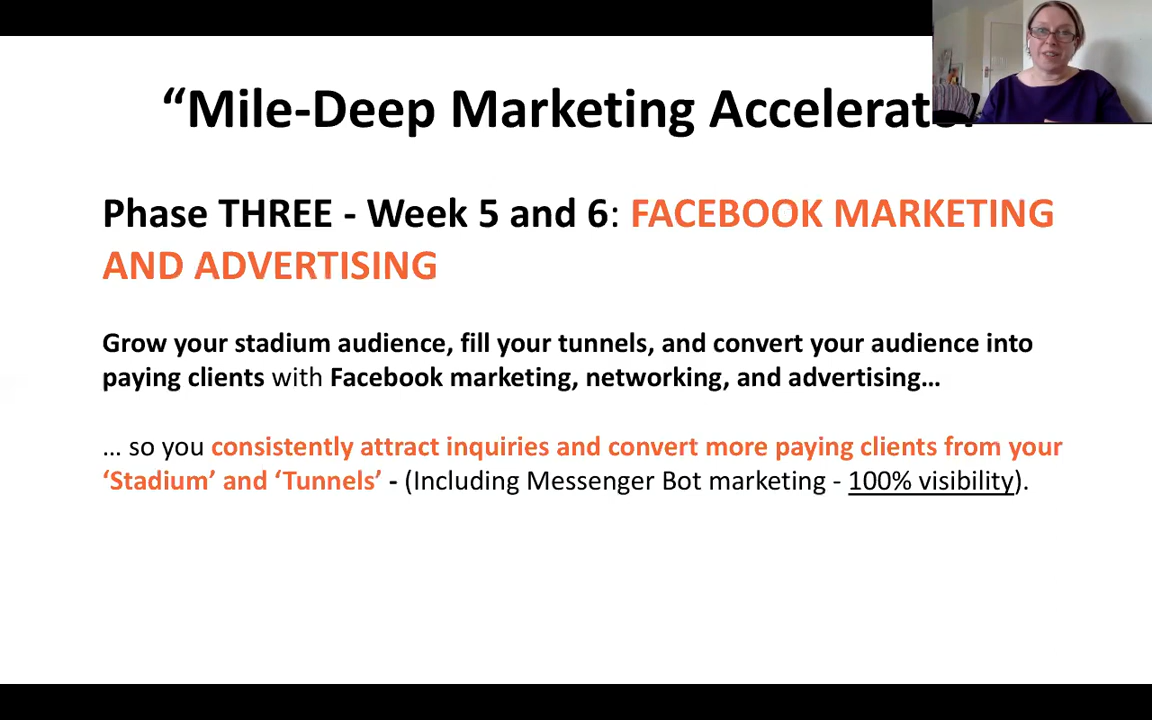 “Mile-Deep Marketing
Phase THREE - Week 5 and 6: FACEBOOK MARKETING
AND ADVERTISING
Grow your stadium audience, fill your tunnels, and convert your audience into
paying clients with Facebook marketing, networking, and advertising…
… so you consistently attract inquiries and convert more paying clients from your
‘Stadium’ and ‘Tunnels’ - (Including Messenger Bot marketing - 100% visibility).